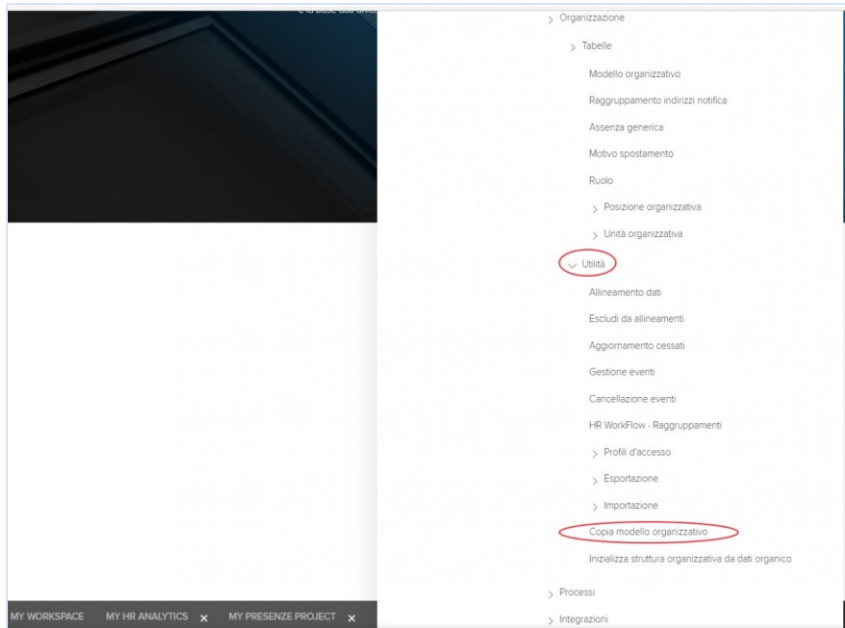 Organizzazione
Tabelle
Modello organizzativo
Raggruppamento indirizzi notifica
Assenza generica
Motivo spostamento
Ruolo
Posizione organizzativa
Unità organizzativa
Utilità
Allineamento dati
Escludi da allineamenti
Aggiornamento cessati
Gestione eventi
Cancellazione eventi
HR WorkFlow - Raggruppamenti
Profili d'accesso
Esportazione
Importazione
Copia modello organizzativo
Inizializza struttura organizzativa da dati organico
Processi
Integrazioni
MY WORKSPACE MY HR ANALYTICS MY PRESENZE PROJECT